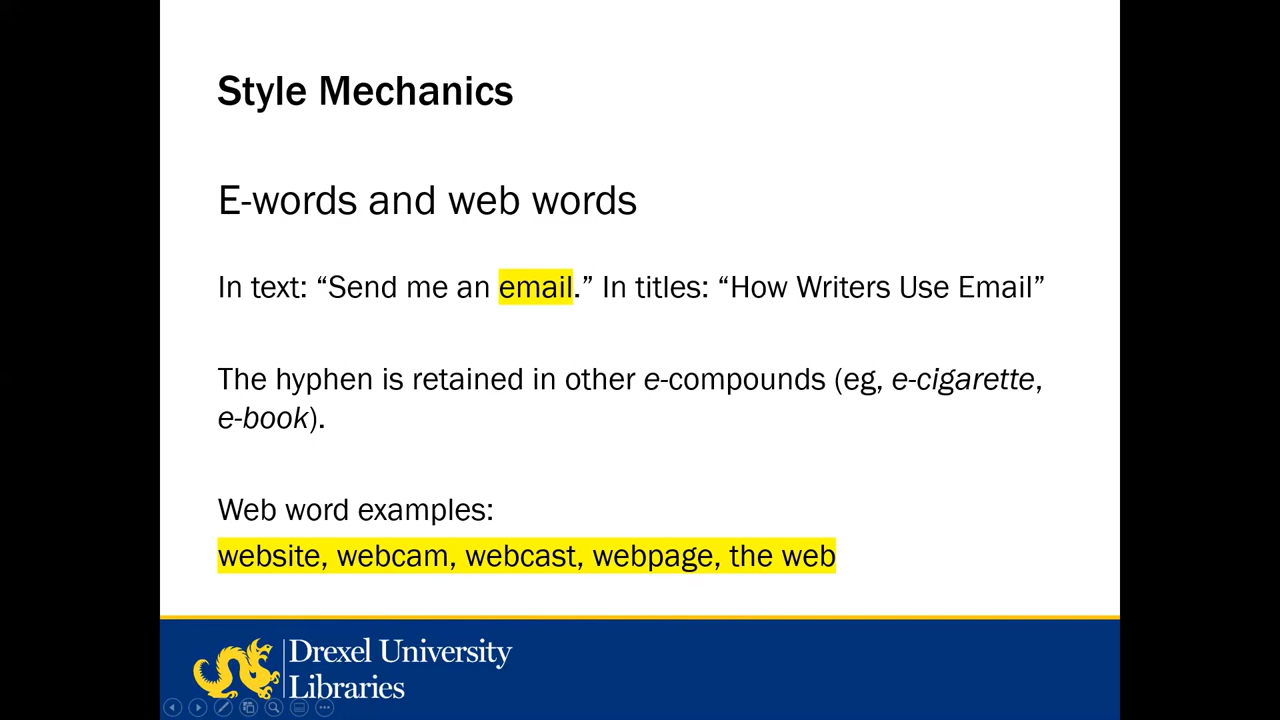 Style Mechanics
E-words and web words
In text: “Send me an email.” In titles: “How Writers Use Email”
The hyphen is retained in other e-compounds (eg, e-cigarette,
e-book).
Web word examples:
website, webcam, webcast, webpage, the web
Drexel University
Libraries